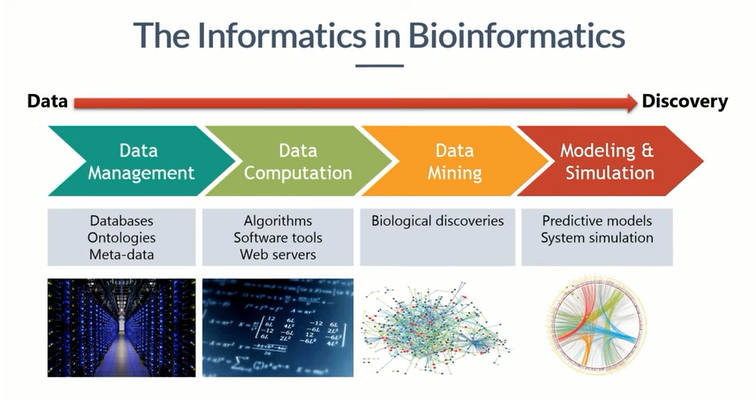 The Informatics in Bioinformatics
Data
Discovery
Data
Management
Data
Computation
Data
Mining
Modeling &
Simulation
Databases
Ontologies
Meta-data
Algorithms
Software tools
Web servers
Biological discoveries
Predictive models
System simulation